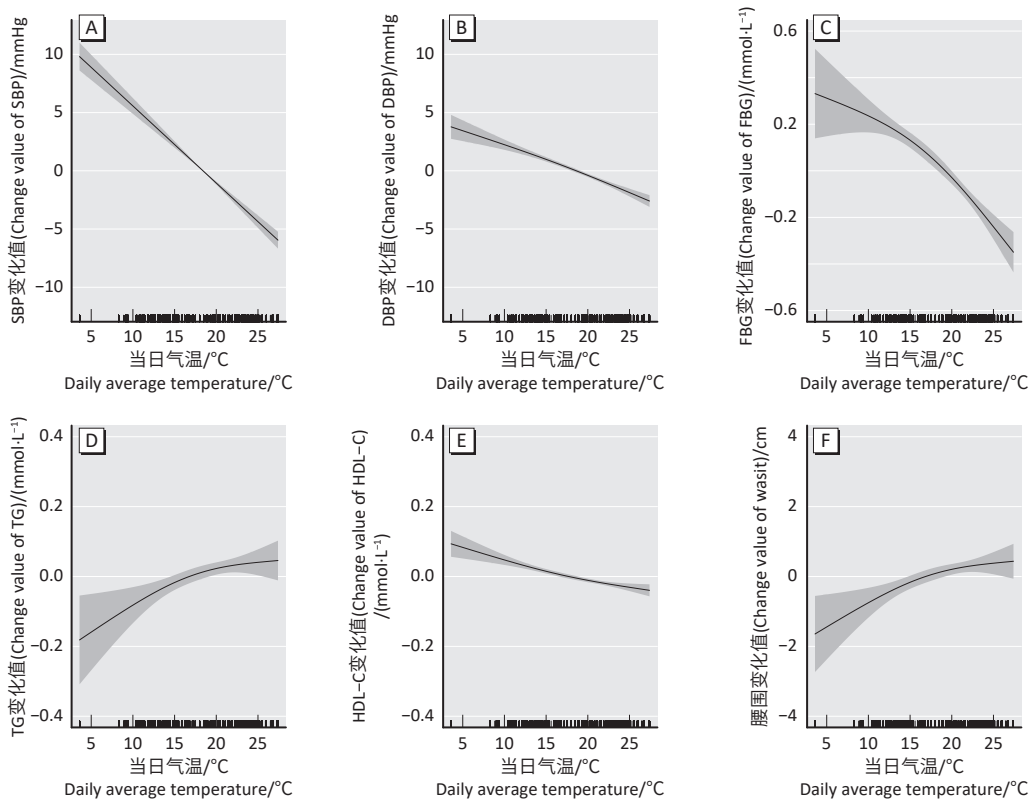 A
SBP变化值(Change value of SBP)/mmHg
10
5
0
−5
−10
5 10 15 20 25
当日气温/°C
Daily average temperature/°C
B
DBP变化值(Change value of DBP)/mmHg
10
5
0
−5
−10
5 10 15 20 25
当日气温/°C
Daily average temperature/°C
C
FBG变化值(Change value of FBG)/(mmol·L⁻¹)
0.6
0.2
−0.2
−0.6
5 10 15 20 25
当日气温/°C
Daily average temperature/°C
D
TG变化值(Change value of TG)/(mmol·L⁻¹)
0.4
0.2
0.0
−0.2
−0.4
5 10 15 20 25
当日气温/°C
Daily average temperature/°C
E
HDL−C变化值(Change value of HDL−C)
/(mmol·L⁻¹)
0.4
0.2
0.0
−0.2
−0.4
5 10 15 20 25
当日气温/°C
Daily average temperature/°C
F
腰围变化值(Change value of wasit)/cm
4
2
0
−2
−4
5 10 15 20 25
当日气温/°C
Daily average temperature/°C